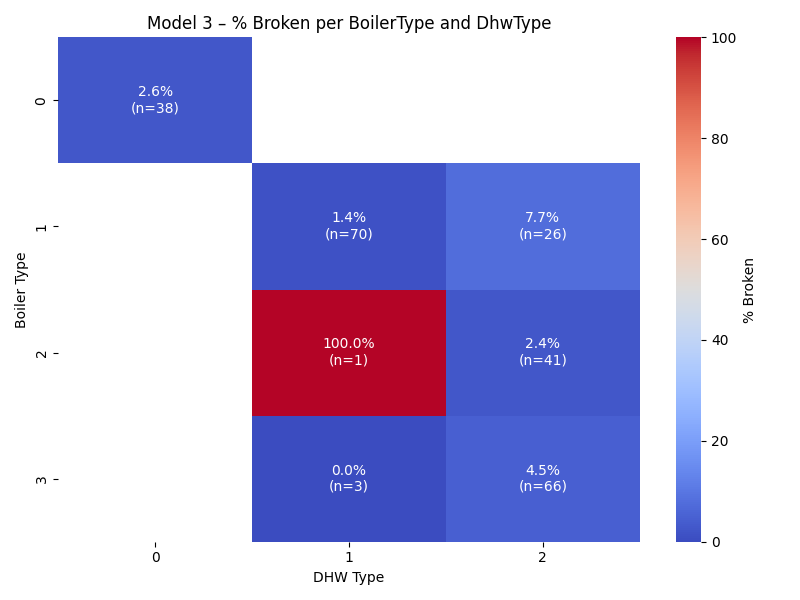 Model 3 – % Broken per BoilerType and DhwType
2.6%
(n=38)
1.4%
(n=70)
7.7%
(n=26)
100.0%
(n=1)
2.4%
(n=41)
0.0%
(n=3)
4.5%
(n=66)
0
1
2
3
Boiler Type
0
1
2
DHW Type
100
80
60
40
20
0
% Broken